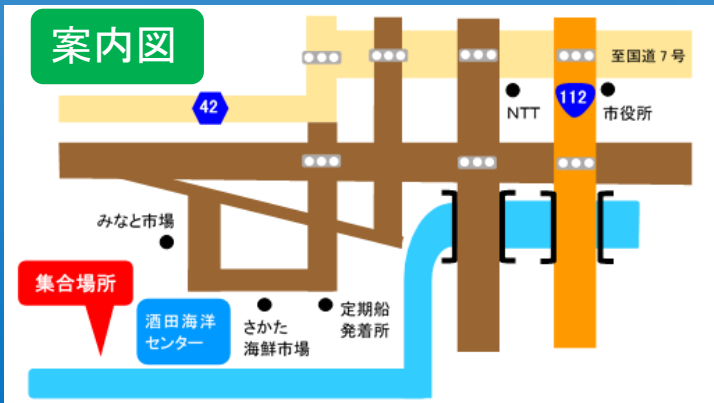 案内図
至国道7号
42
112
NTT
市役所
みなと市場
集合場所
酒田海洋
センター
さかた
海鮮市場
定期船
発着所